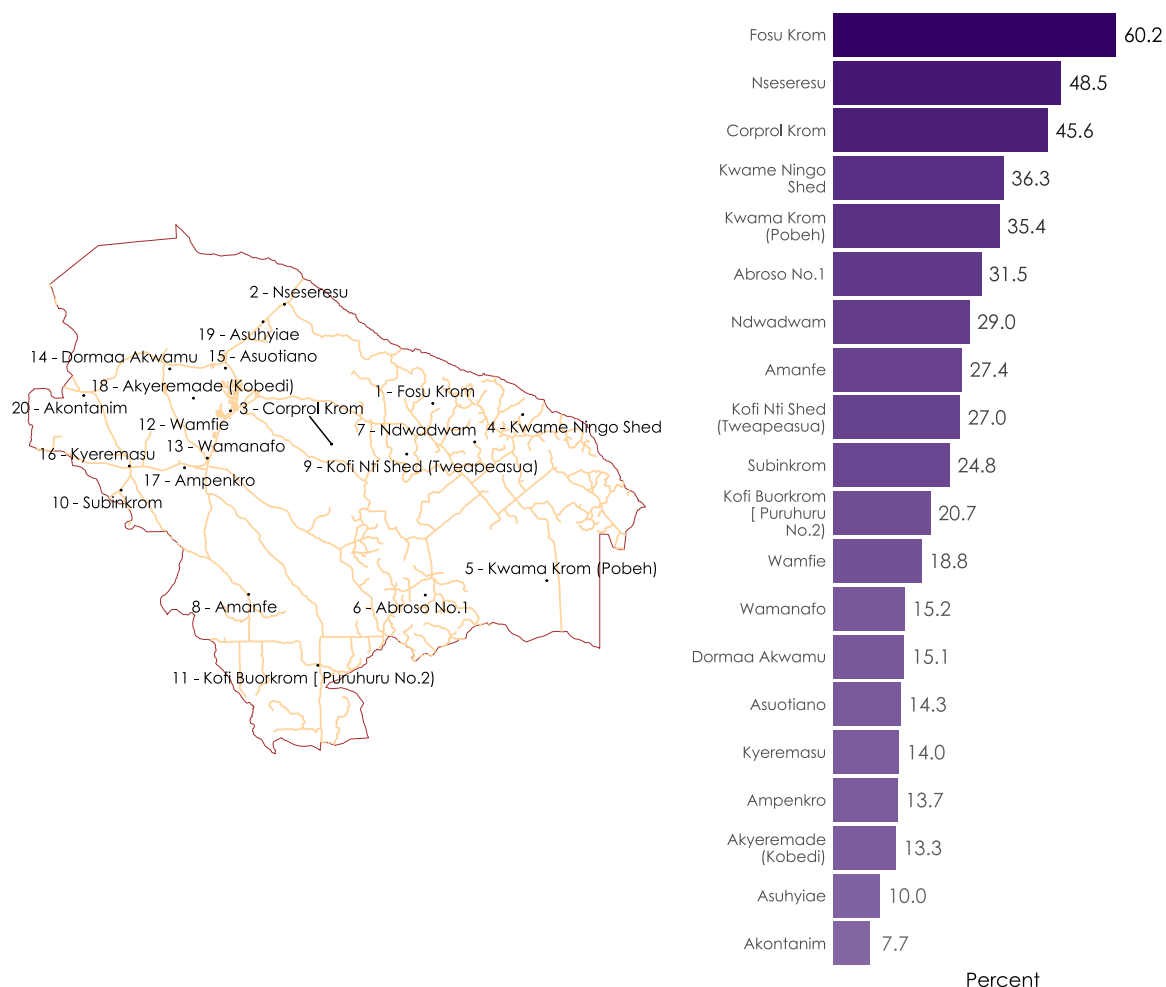 2 - Nseseresu
19 - Asuhyiae
14 - Dormaa Akwamu
15 - Asuotiano
18 - Akyeremade (Kobedi)
1 - Fosu Krom
20 - Akontanim
3 - Corprol Krom
12 - Wamfie
7 - Ndwadwam
4 - Kwame Ningo Shed
13 - Wamanafo
16 - Kyeremasu
9 - Kofi Nti Shed (Tweapeasua)
17 - Ampenkro
10 - Subinkrom
5 - Kwama Krom (Pobeh)
8 - Amanfe
6 - Abroso No.1
11 - Kofi Buorkrom [ Puruhuru No.2)
Fosu Krom
60.2
Nseseresu
48.5
Corprol Krom
45.6
Kwame Ningo
Shed
36.3
Kwama Krom
(Pobeh)
35.4
Abroso No.1
31.5
Ndwadwam
29.0
Amanfe
27.4
Kofi Nti Shed
(Tweapeasua)
27.0
Subinkrom
24.8
Kofi Buorkrom
[ Puruhuru
No.2)
20.7
Wamfie
18.8
Wamanafo
15.2
Dormaa Akwamu
15.1
Asuotiano
14.3
Kyeremasu
14.0
Ampenkro
13.7
Akyeremade
(Kobedi)
13.3
Asuhyiae
10.0
Akontanim
7.7
Percent